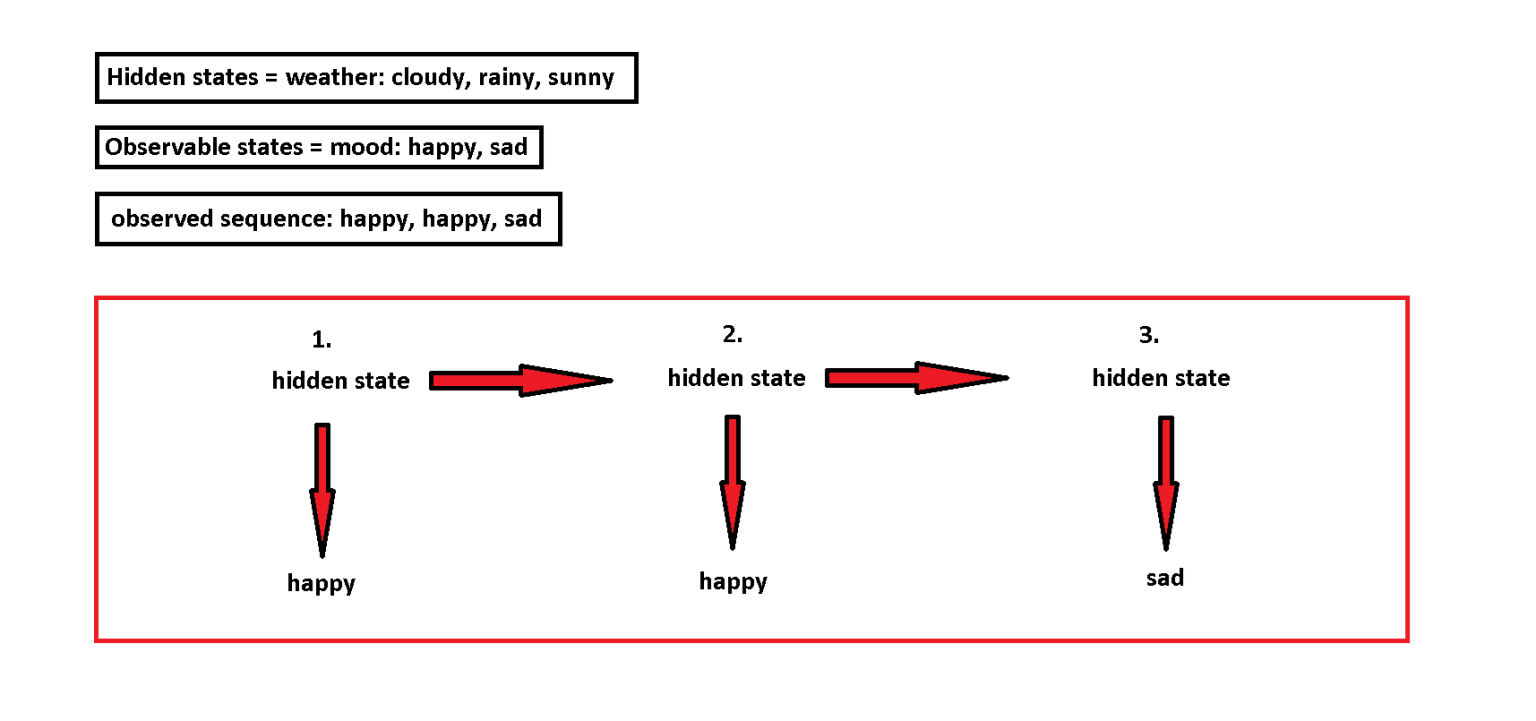 Hidden states = weather: cloudy, rainy, sunny
Observable states = mood: happy, sad
observed sequence: happy, happy, sad
1.
2.
3.
hidden state
hidden state
hidden state
happy
happy
sad